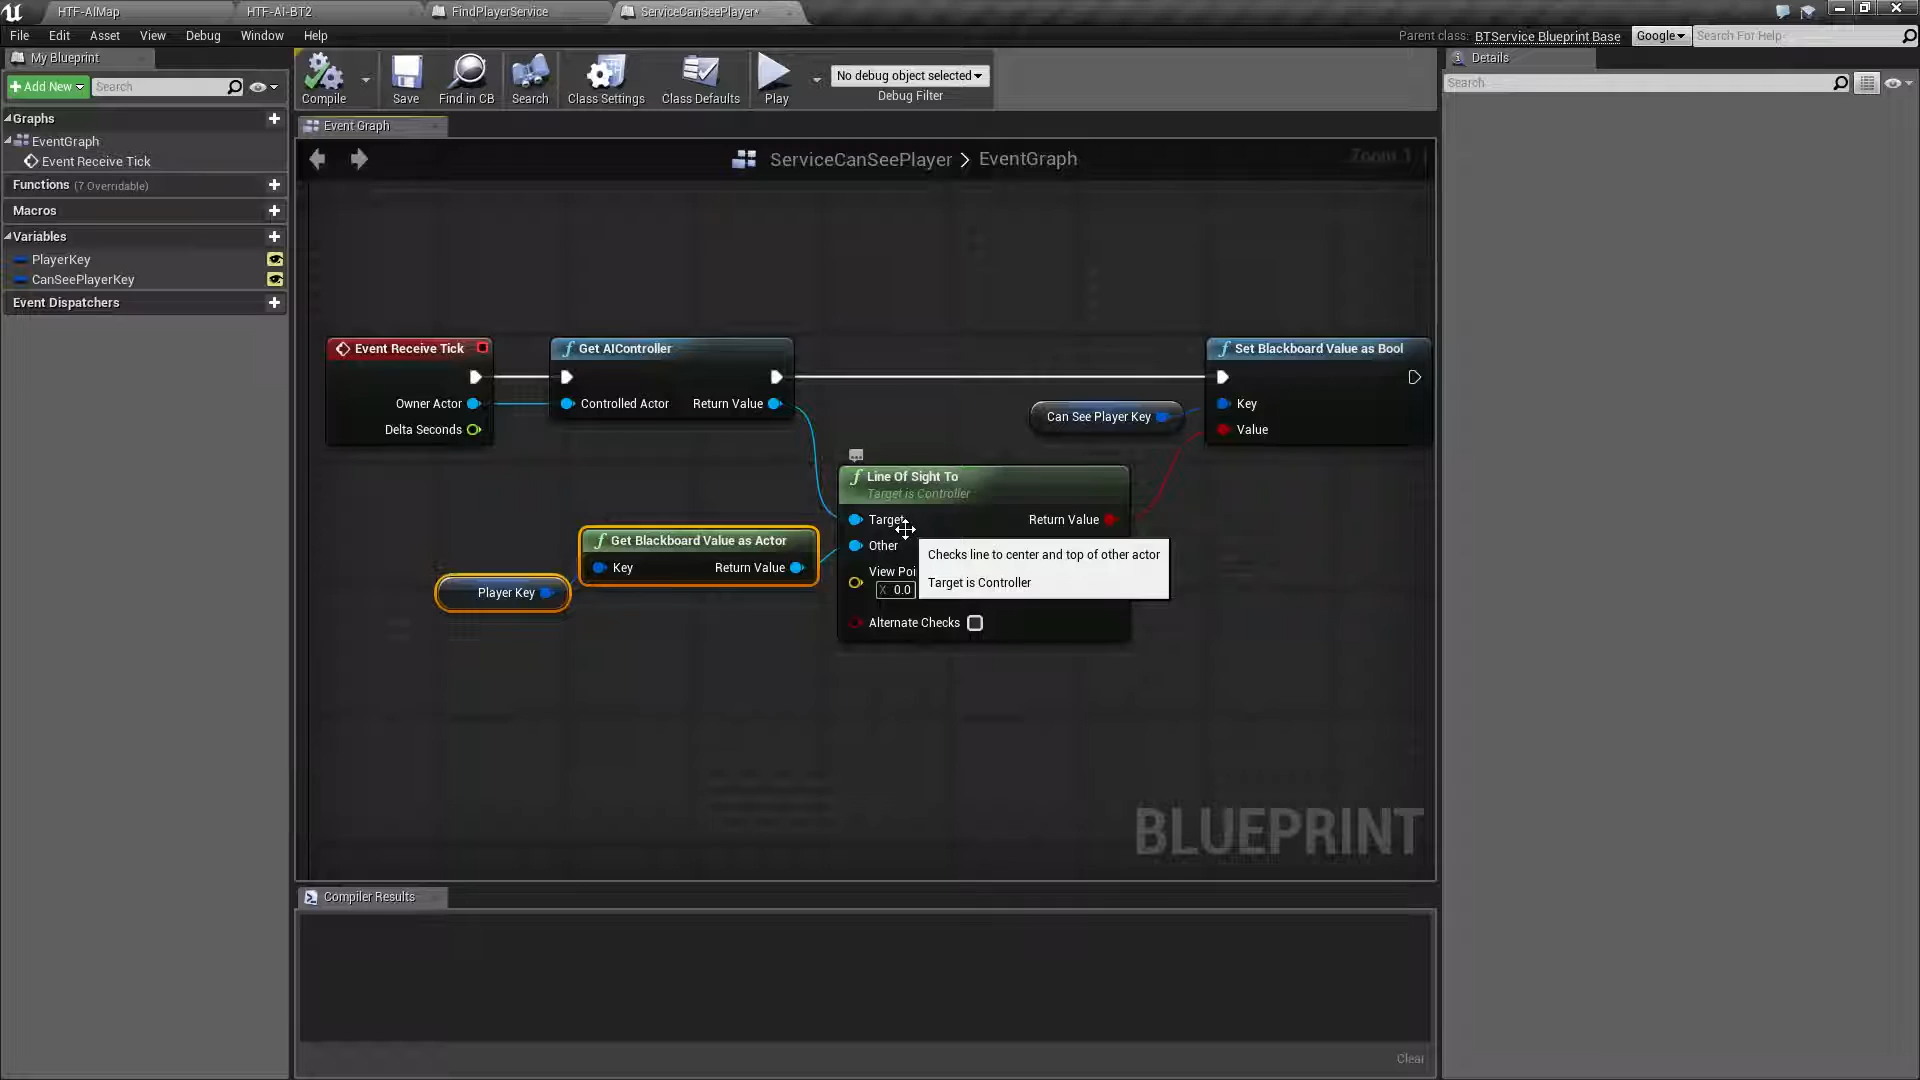 HTF-AIMap
HTF-AI-BT2
FindPlayerService
ServiceCanSeePlayer*
File Edit Asset View Debug Window Help
Parent class: BTService Blueprint Base
Google
Search For Help
My Blueprint
Add New
Search
Graphs
EventGraph
Event Receive Tick
Functions (7 Overridable)
Macros
Variables
PlayerKey
CanSeePlayerKey
Event Dispatchers
Compile
Save
Find in CB
Search
Class Settings
Class Defaults
Play
No debug object selected
Debug Filter
Event Graph
ServiceCanSeePlayer > EventGraph
Zoom 1
Event Receive Tick
Owner Actor
Delta Seconds
Get AIController
Controlled Actor Return Value
Set Blackboard Value as Bool
Key
Value
Can See Player Key
Line Of Sight To
Target is Controller
Target Return Value
Other
View Poi
X 0.0
Alternate Checks
Checks line to center and top of other actor
Target is Controller
Get Blackboard Value as Actor
Key Return Value
Player Key
BLUEPRINT
Compiler Results
Clear
Details
Search